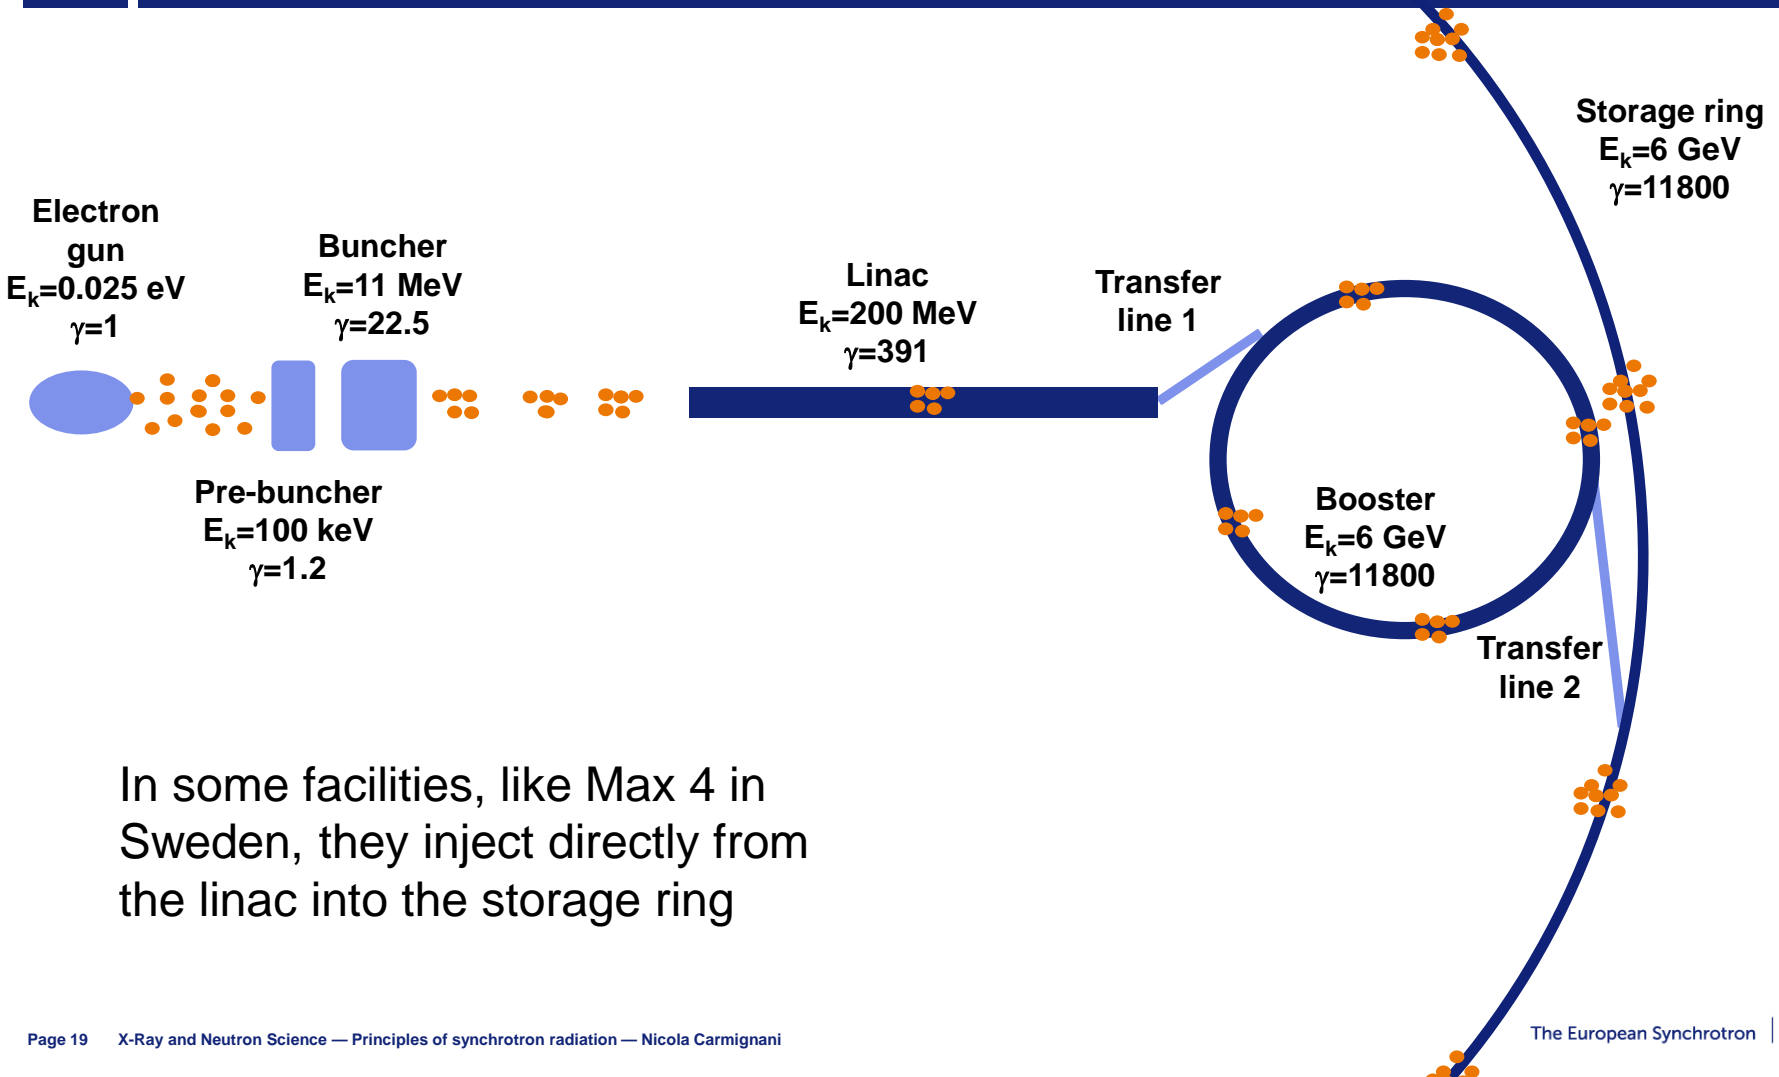 Electron
gun
Eₖ=0.025 eV
γ=1
Pre-buncher
Eₖ=100 keV
γ=1.2
Buncher
Eₖ=11 MeV
γ=22.5
Linac
Eₖ=200 MeV
γ=391
Transfer
line 1
Booster
Eₖ=6 GeV
γ=11800
Transfer
line 2
Storage ring
Eₖ=6 GeV
γ=11800
In some facilities, like Max 4 in
Sweden, they inject directly from
the linac into the storage ring
Page 19 X-Ray and Neutron Science — Principles of synchrotron radiation — Nicola Carmignani
The European Synchrotron